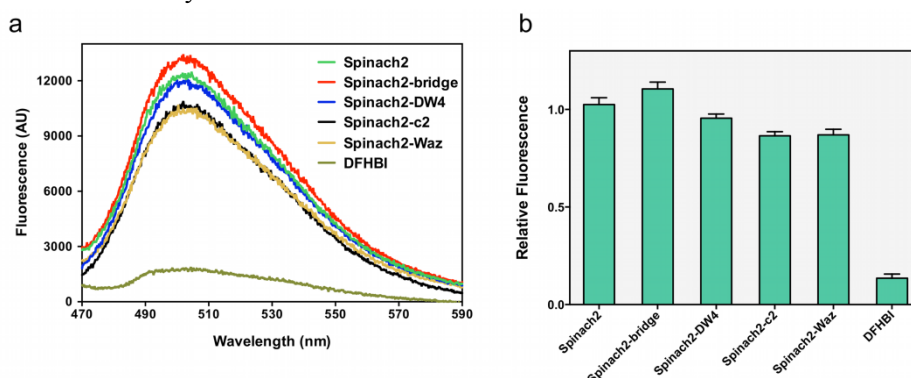 a
Fluorescence (AU)
12000
9000
6000
3000
0
470
490
510
530
550
570
590
Wavelength (nm)
Spinach2
Spinach2-bridge
Spinach2-DW4
Spinach2-c2
Spinach2-Waz
DFHBI
b
Relative Fluorescence
1.0
0.5
0.0
Spinach2
Spinach2-bridge
Spinach2-DW4
Spinach2-c2
Spinach2-Waz
DFHBI